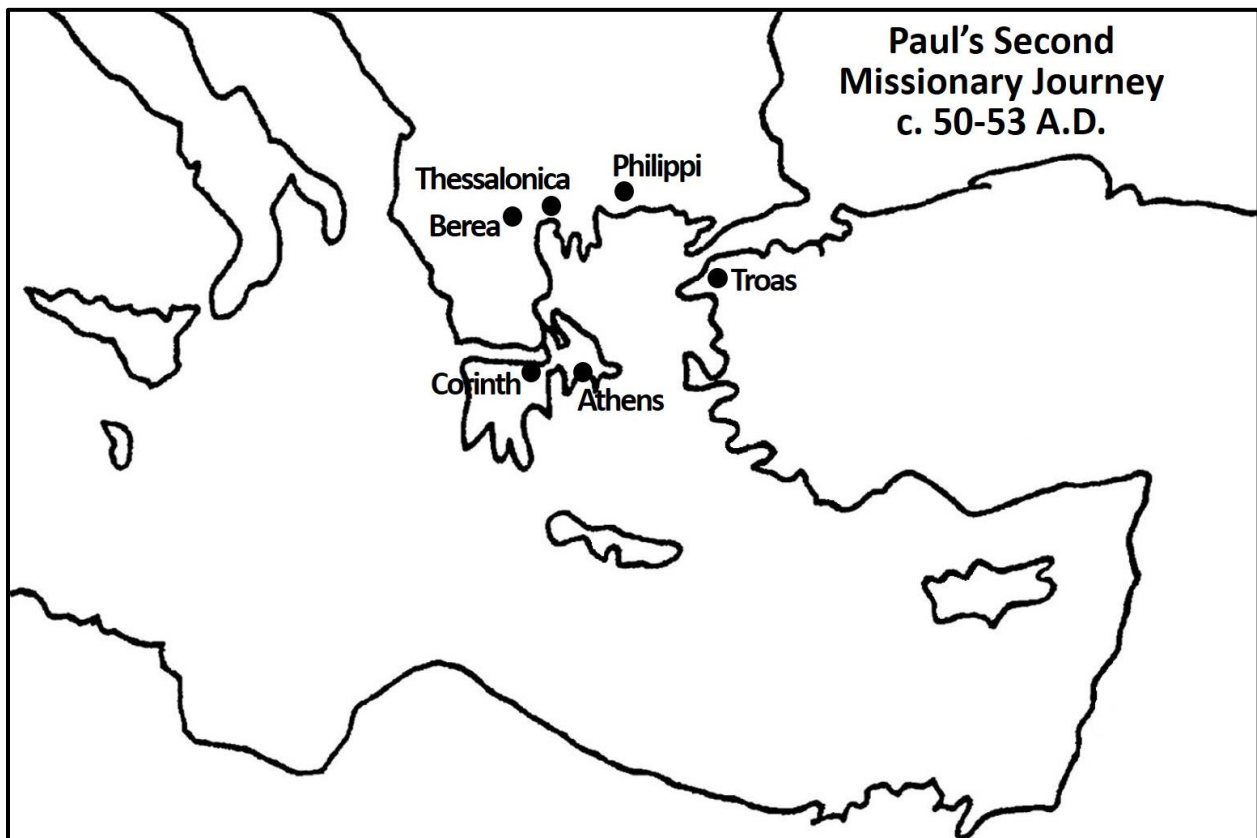 Paul’s Second
Missionary Journey
c. 50-53 A.D.
Philippi
Thessalonica
Berea
Troas
Corinth
Athens